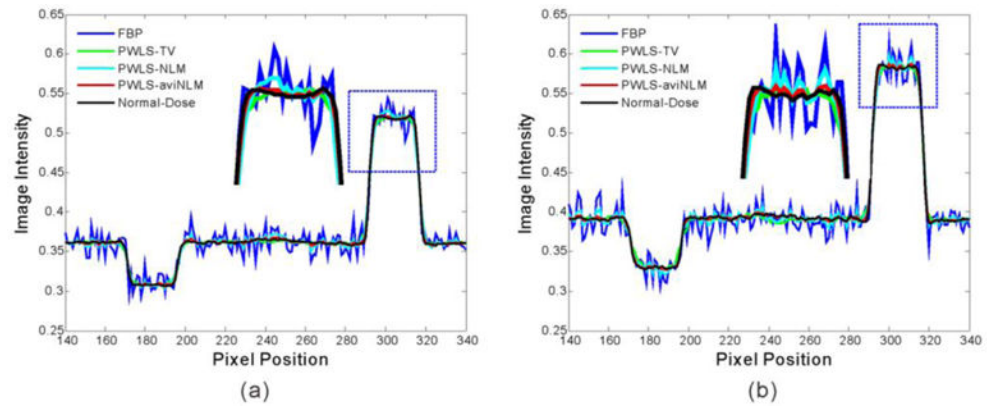 0.65
0.6
0.55
0.5
0.45
0.4
0.35
0.3
0.25
Image Intensity
FBP
PWLS-TV
PWLS-NLM
PWLS-aviNLM
Normal-Dose
140 160 180 200 220 240 260 280 300 320 340
Pixel Position
(a)
0.65
0.6
0.55
0.5
0.45
0.4
0.35
0.3
0.25
Image Intensity
FBP
PWLS-TV
PWLS-NLM
PWLS-aviNLM
Normal-Dose
140 160 180 200 220 240 260 280 300 320 340
Pixel Position
(b)